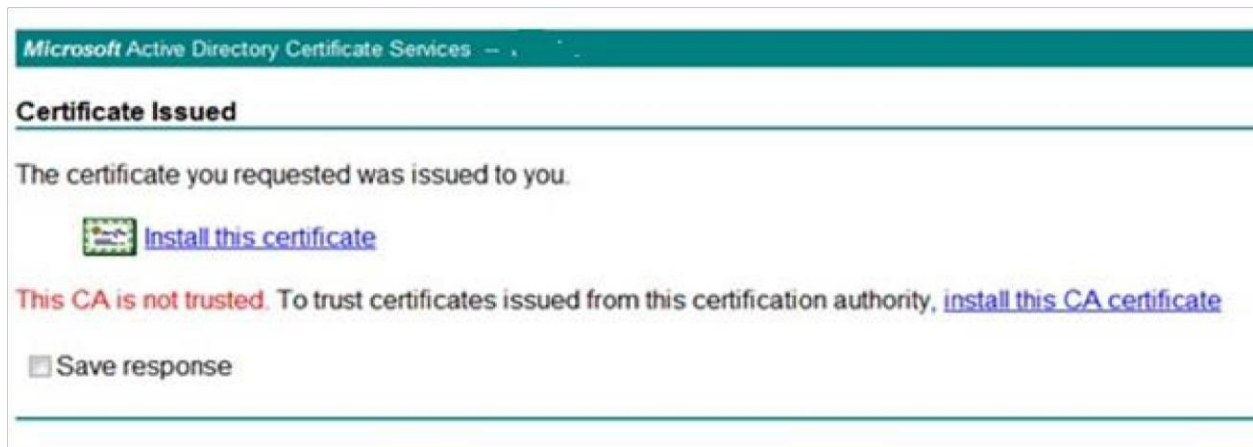 Microsoft Active Directory Certificate Services --
Certificate Issued
The certificate you requested was issued to you.
Install this certificate
This CA is not trusted. To trust certificates issued from this certification authority, install this CA certificate
Save response